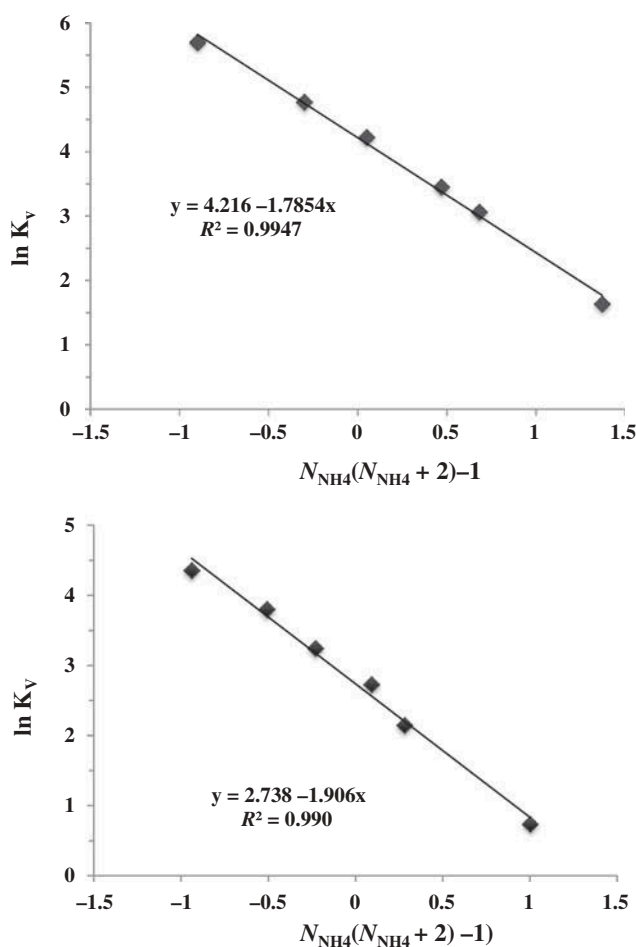 6
5
4
3
2
1
0
ln Kv
y = 4.216 –1.7854x
R² = 0.9947
–1.5 –1 –0.5 0 0.5 1 1.5
N_NH4(N_NH4 + 2)–1
5
4
3
2
1
0
ln Kv
y = 2.738 –1.906x
R² = 0.990
–1.5 –1 –0.5 0 0.5 1 1.5
N_NH4(N_NH4 + 2) –1)